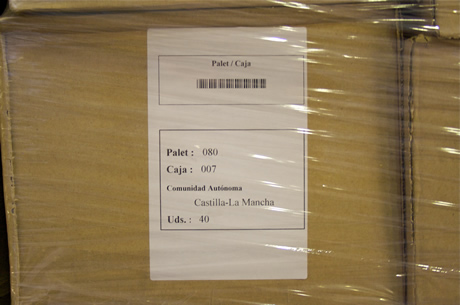 Palet / Caja
Palet : 080
Caja : 007
Comunidad Autónoma
Castilla-La Mancha
Uds. : 40